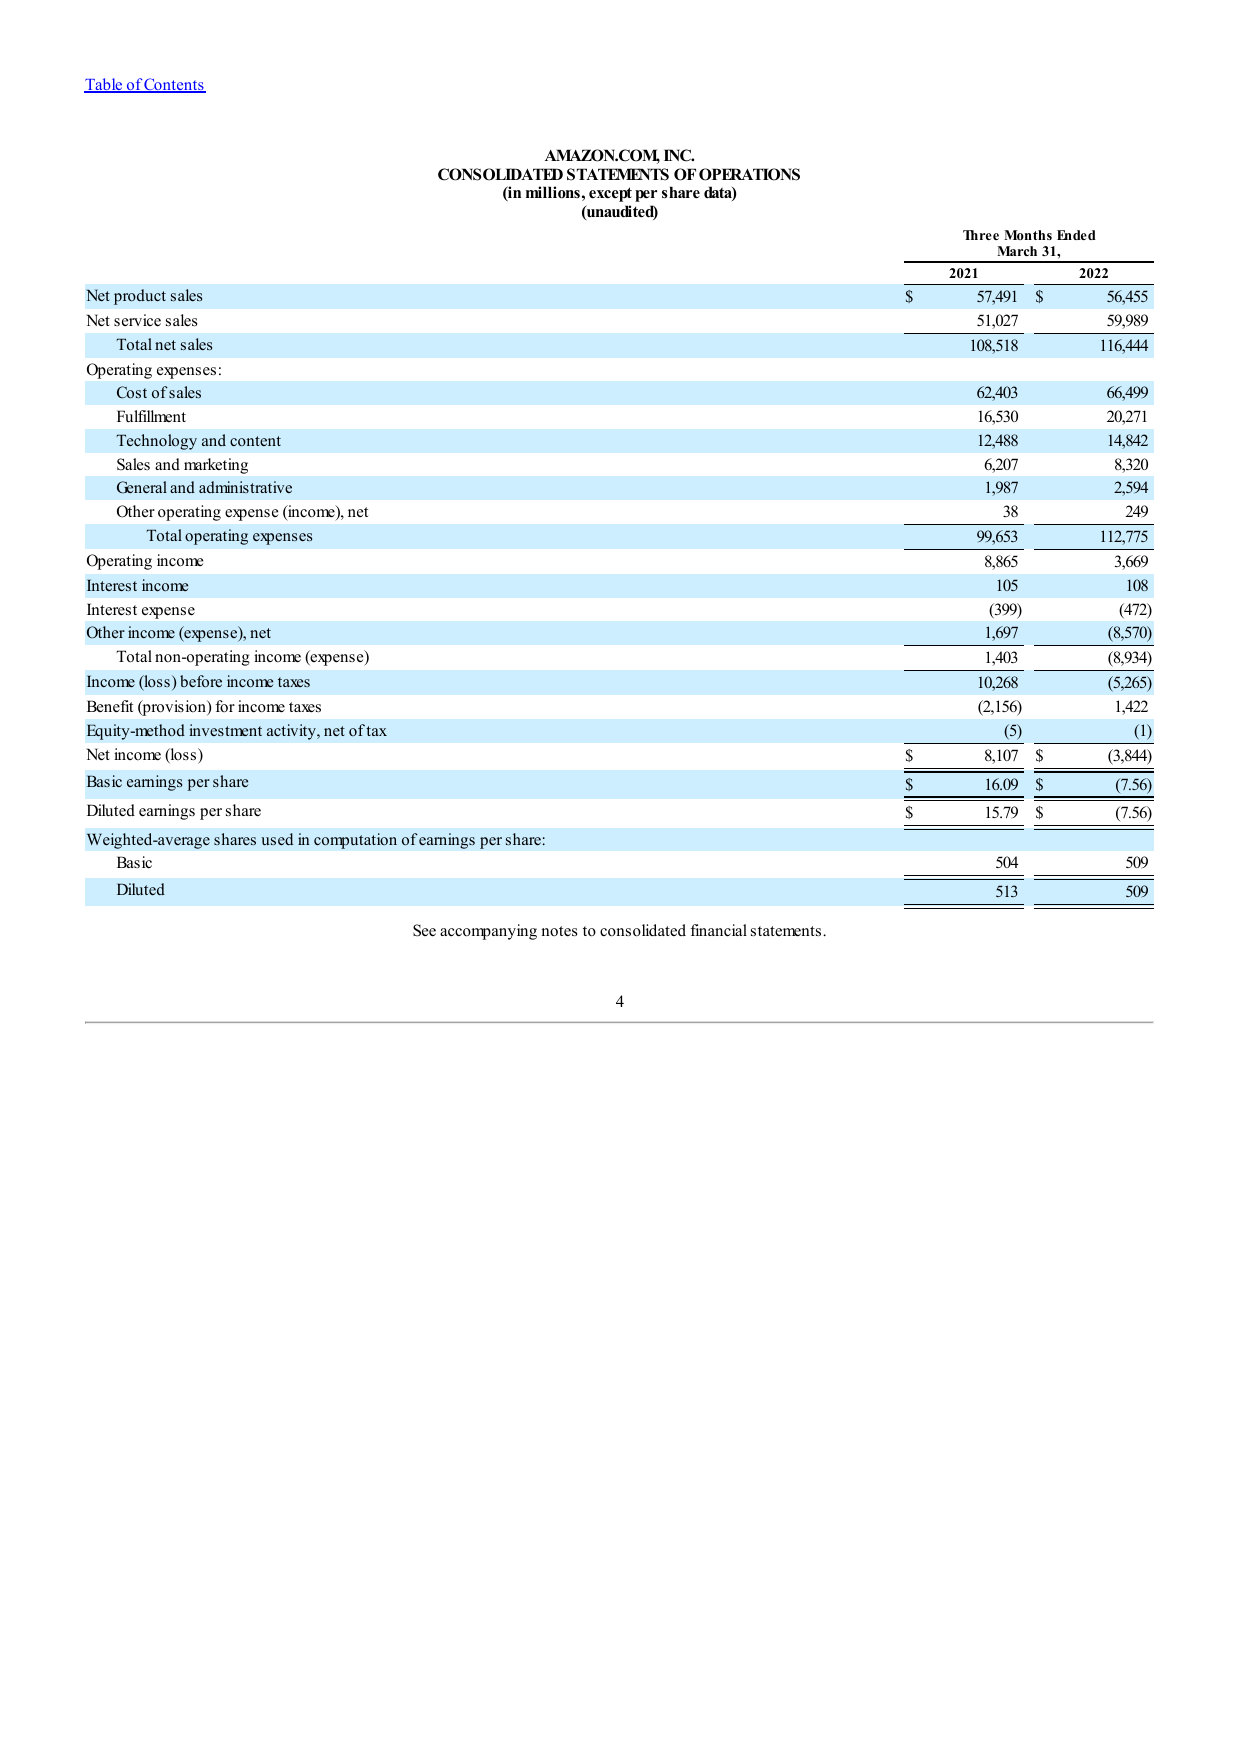 Table of Contents
AMAZON.COM, INC.
CONSOLIDATED STATEMENTS OF OPERATIONS
(in millions, except per share data)
(unaudited)
Three Months Ended
March 31,
2021 2022
Net product sales $ 57,491 $ 56,455
Net service sales 51,027 59,989
Total net sales 108,518 116,444
Operating expenses:
Cost of sales 62,403 66,499
Fulfillment 16,530 20,271
Technology and content 12,488 14,842
Sales and marketing 6,207 8,320
General and administrative 1,987 2,594
Other operating expense (income), net 38 249
Total operating expenses 99,653 112,775
Operating income 8,865 3,669
Interest income 105 108
Interest expense (399) (472)
Other income (expense), net 1,697 (8,570)
Total non-operating income (expense) 1,403 (8,934)
Income (loss) before income taxes 10,268 (5,265)
Benefit (provision) for income taxes (2,156) 1,422
Equity-method investment activity, net of tax (5) (1)
Net income (loss) $ 8,107 $ (3,844)
Basic earnings per share $ 16.09 $ (7.56)
Diluted earnings per share $ 15.79 $ (7.56)
Weighted-average shares used in computation of earnings per share:
Basic 504 509
Diluted 513 509
See accompanying notes to consolidated financial statements.
4